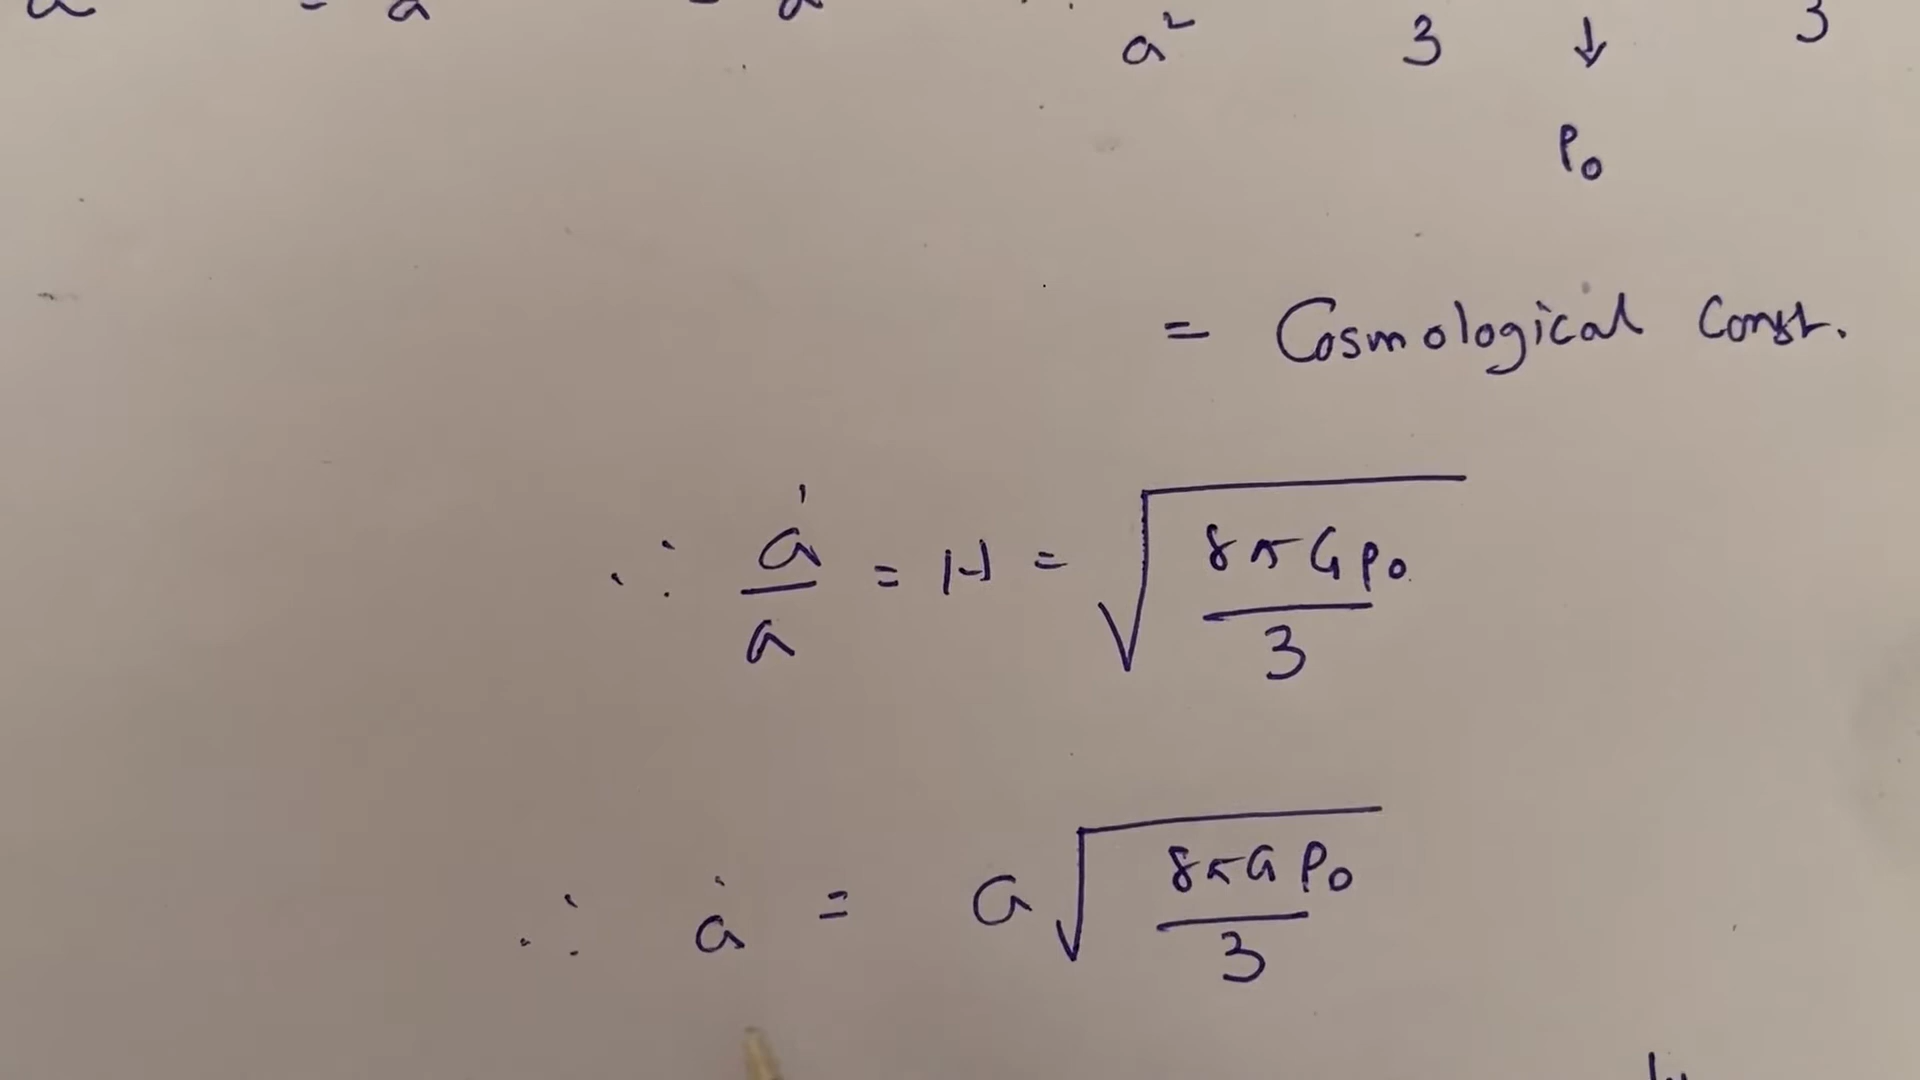 a² 3 ↓ 3
ρ₀
= Cosmological Const.
∴ ȧ/a = H = √(8πGρ₀/3)
∴ ȧ = a√(8πGρ₀/3)